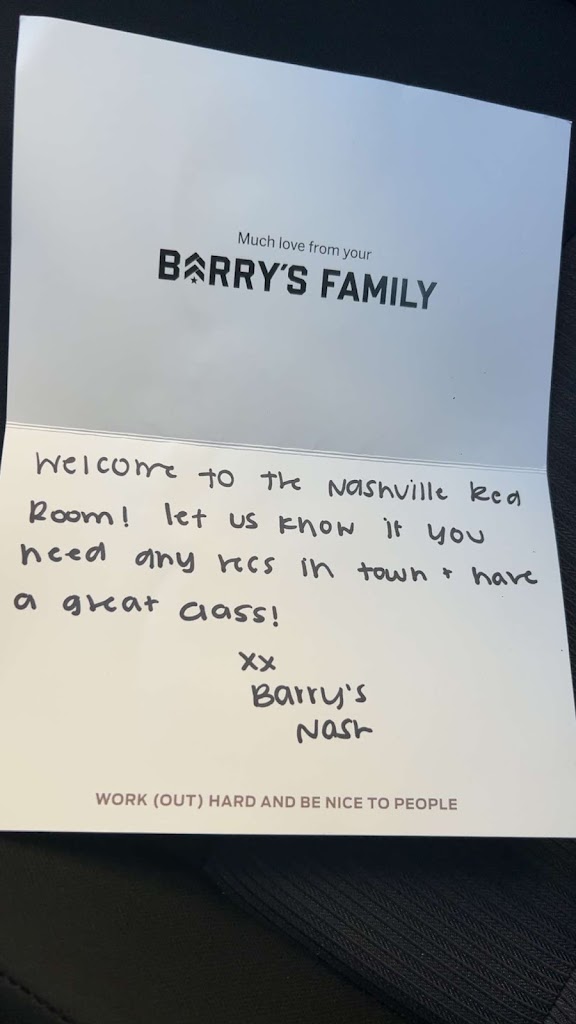 Much love from your
BARRY'S FAMILY
Welcome to the Nashville Red
Room! let us know if you
need any recs in town + have
a great class!
xx
Barry's
Nash
WORK (OUT) HARD AND BE NICE TO PEOPLE